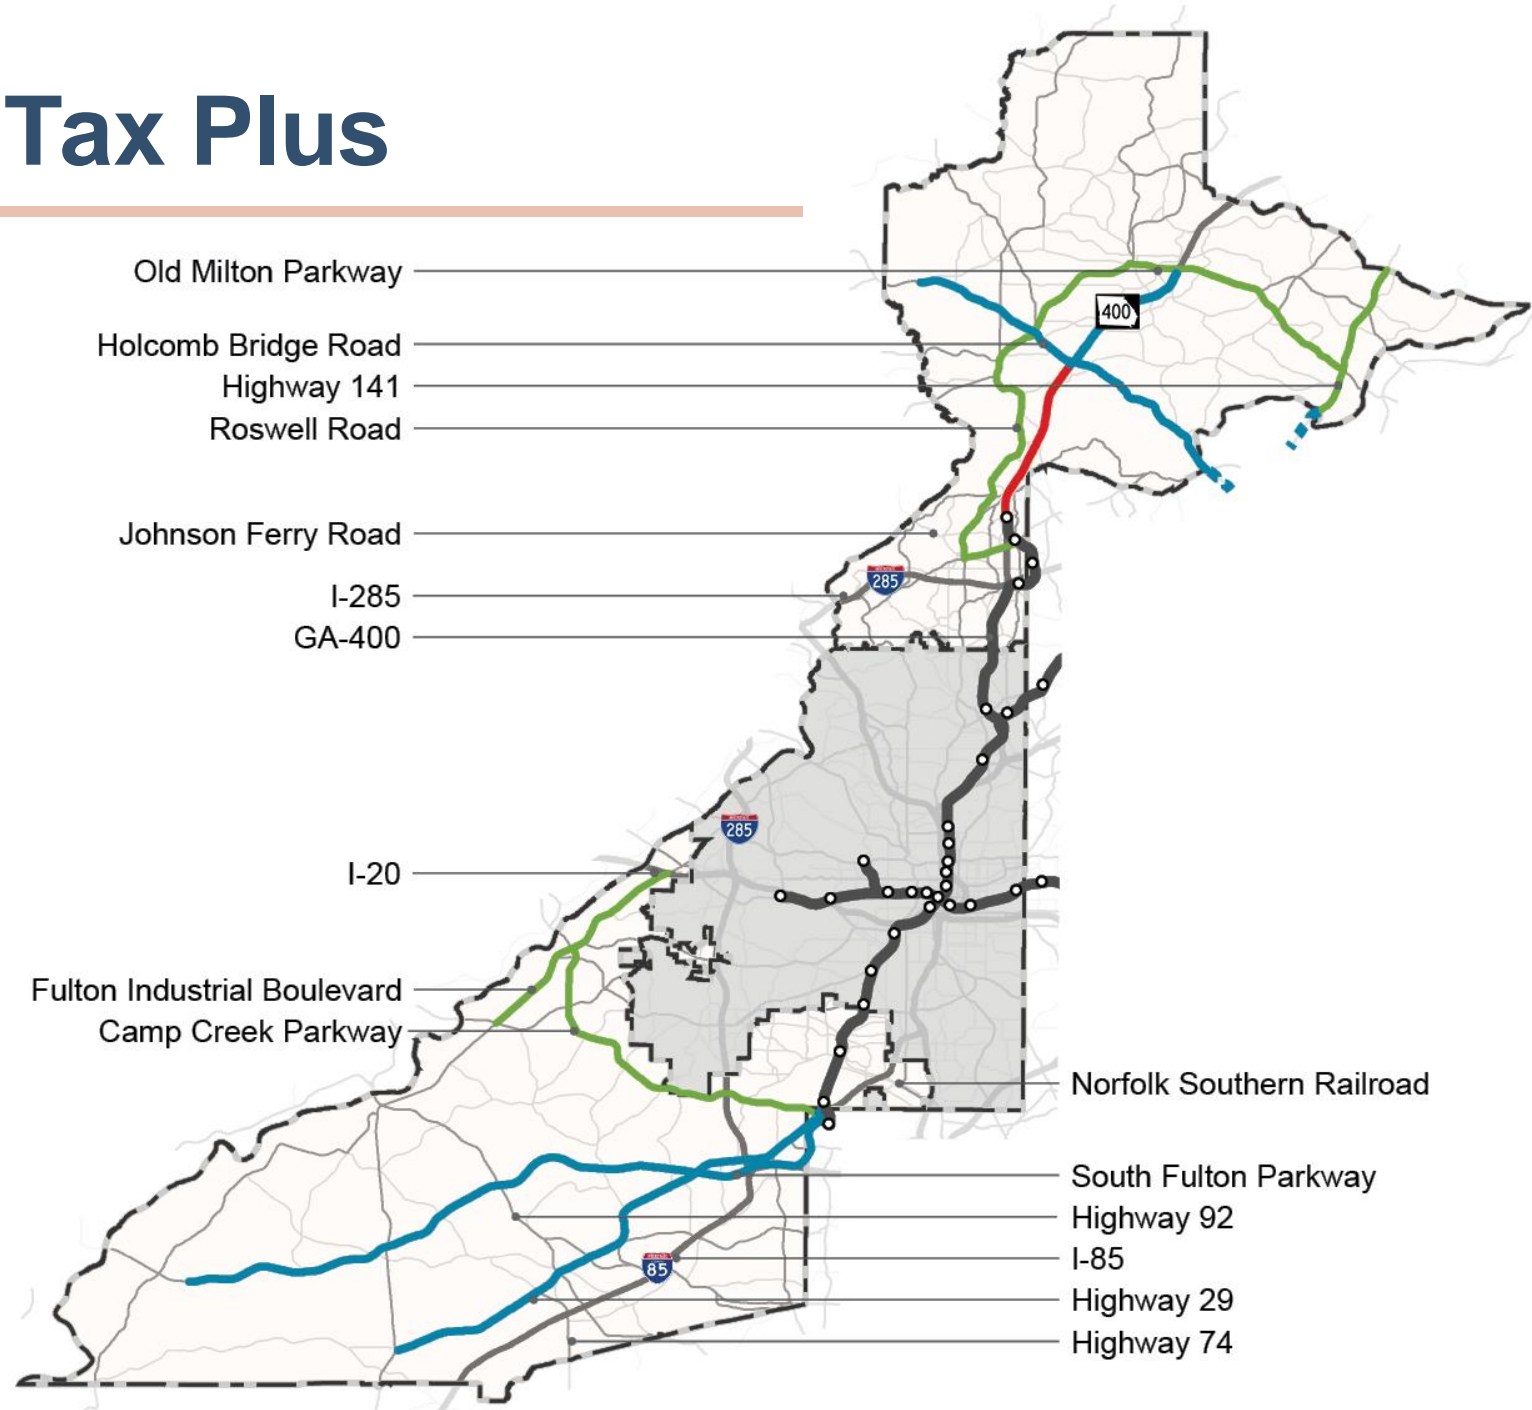 Tax Plus
Old Milton Parkway
400
Holcomb Bridge Road
Highway 141
Roswell Road
Johnson Ferry Road
285
I-285
GA-400
285
I-20
Fulton Industrial Boulevard
Camp Creek Parkway
Norfolk Southern Railroad
South Fulton Parkway
Highway 92
I-85
85
Highway 29
Highway 74